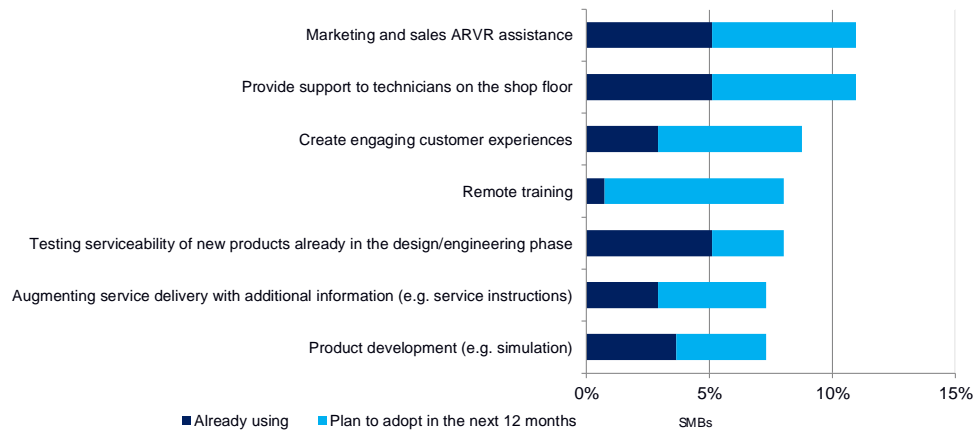 Marketing and sales ARVR assistance
Provide support to technicians on the shop floor
Create engaging customer experiences
Remote training
Testing serviceability of new products already in the design/engineering phase
Augmenting service delivery with additional information (e.g. service instructions)
Product development (e.g. simulation)
0% 5% 10% 15%
Already using Plan to adopt in the next 12 months SMBs